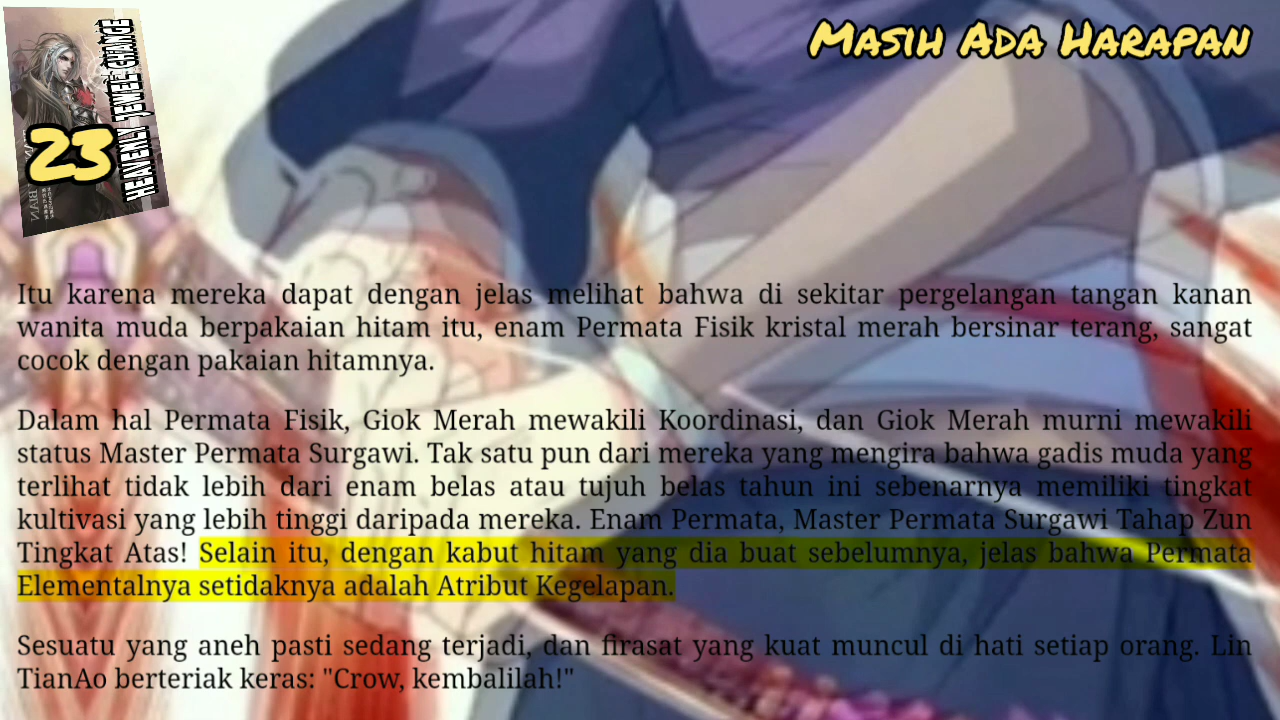 HEAVENLY JEWEL CHANGE
23
Masih Ada Harapan
Itu karena mereka dapat dengan jelas melihat bahwa di sekitar pergelangan tangan kanan
wanita muda berpakaian hitam itu, enam Permata Fisik kristal merah bersinar terang, sangat
cocok dengan pakaian hitamnya.
Dalam hal Permata Fisik, Giok Merah mewakili Koordinasi, dan Giok Merah murni mewakili
status Master Permata Surgawi. Tak satu pun dari mereka yang mengira bahwa gadis muda yang
terlihat tidak lebih dari enam belas atau tujuh belas tahun ini sebenarnya memiliki tingkat
kultivasi yang lebih tinggi daripada mereka. Enam Permata, Master Permata Surgawi Tahap Zun
Tingkat Atas! Selain itu, dengan kabut hitam yang dia buat sebelumnya, jelas bahwa Permata
Elementalnya setidaknya adalah Atribut Kegelapan.
Sesuatu yang aneh pasti sedang terjadi, dan firasat yang kuat muncul di hati setiap orang. Lin
TianAo berteriak keras: "Crow, kembalilah!"